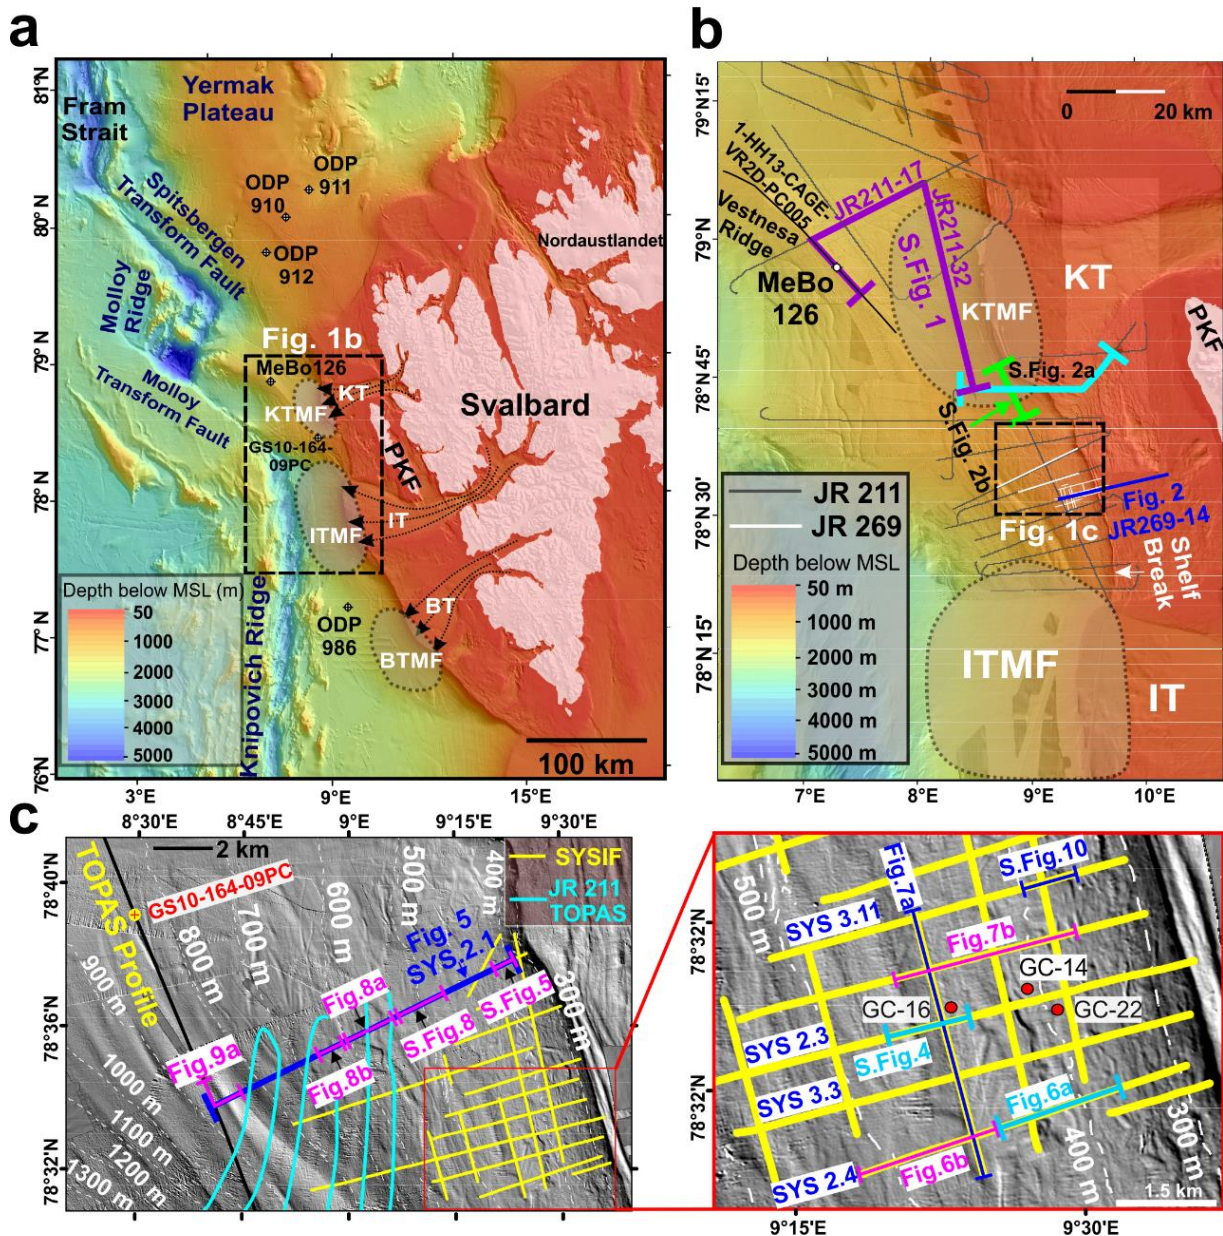 a
81°N
80°N
79°N
78°N
77°N
76°N
3°E
9°E
15°E
Fram
Strait
Yermak
Plateau
ODP
911
ODP
910
ODP
912
Spitsbergen
Transform Fault
Molloy
Ridge
Molloy
Transform Fault
Nordaustlandet
Fig. 1b
MeBo126
KT
KTMF
GS10-164-
09PC
PKF
Svalbard
IT
ITMF
BT
BTMF
ODP
986
Knipovich Ridge
Depth below MSL (m)
50
1000
2000
3000
4000
5000
100 km
b
79°N15'
79°N
78°N45'
78°N30'
78°N15'
7°E
8°E
9°E
10°E
0
20 km
1-HH13-CAGE-
VR2D-PC005
Vestnesa
Ridge
JR211-17
JR211-32
S.Fig. 1
MeBo
126
KTMF
KT
PKF
S.Fig. 2a
S.Fig. 2b
Fig. 1c
Fig. 2
JR269-14
Shelf
Break
ITMF
IT
JR 211
JR 269
Depth below MSL
50 m
1000 m
2000 m
3000 m
4000 m
5000 m
c
8°30'E
8°45'E
9°E
9°15'E
9°30'E
78°40'N
78°36'N
78°32'N
2 km
TOPAS Profile
GS10-164-09PC
SYSIF
JR 211
TOPAS
400 m
500 m
600 m
700 m
800 m
900 m
1000 m
1100 m
1200 m
1300 m
300 m
Fig. 5
SYS.2.1
Fig.8a
S.Fig.5
S.Fig.8
Fig.8b
Fig.9a
500 m
Fig.7a
S.Fig.10
SYS 3.11
Fig.7b
GC-14
GC-16
GC-22
SYS 2.3
S.Fig.4
SYS 3.3
Fig.6a
Fig.6b
SYS 2.4
400 m
300 m
1.5 km
78°32'N
78°32'N
9°15'E
9°30'E